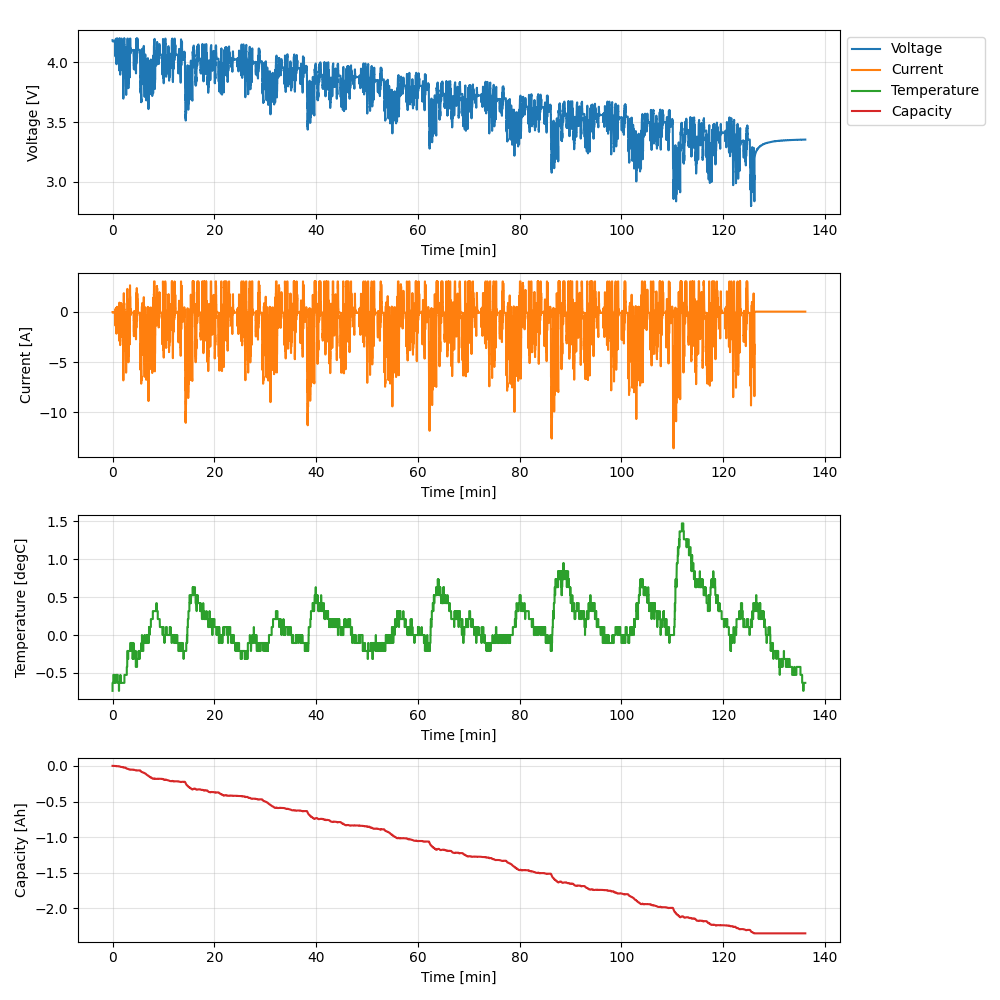 4.0
3.5
3.0
Voltage [V]
0 20 40 60 80 100 120 140
Time [min]
Voltage
Current
Temperature
Capacity
0
−5
−10
Current [A]
0 20 40 60 80 100 120 140
Time [min]
1.5
1.0
0.5
0.0
−0.5
Temperature [degC]
0 20 40 60 80 100 120 140
Time [min]
0.0
−0.5
−1.0
−1.5
−2.0
Capacity [Ah]
0 20 40 60 80 100 120 140
Time [min]